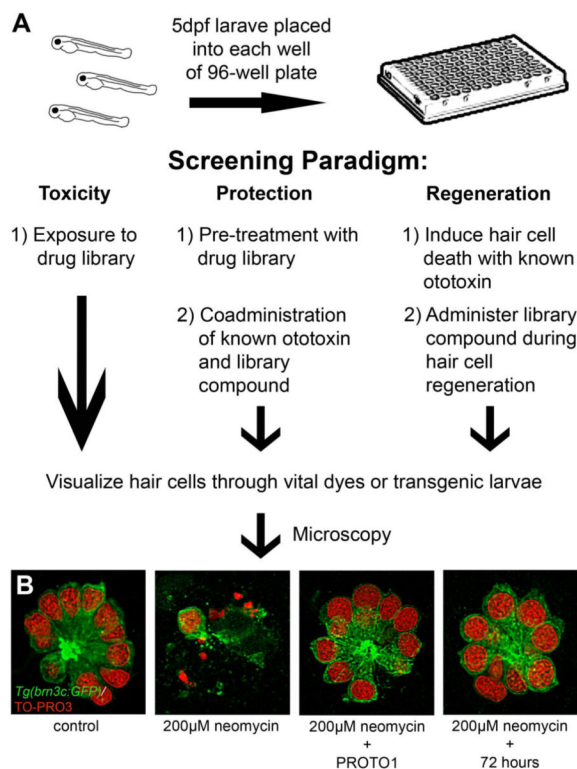 A
5dpf larave placed
into each well
of 96-well plate
Screening Paradigm:
Toxicity
1) Exposure to
drug library
Protection
1) Pre-treatment with
drug library
2) Coadministration
of known ototoxin
and library
compound
Regeneration
1) Induce hair cell
death with known
ototoxin
2) Administer library
compound during
hair cell
regeneration
Visualize hair cells through vital dyes or transgenic larvae
Microscopy
B
Tg(brn3c:GFP)/
TO-PRO3
control
200µM neomycin
200µM neomycin
+
PROTO1
200µM neomycin
+
72 hours